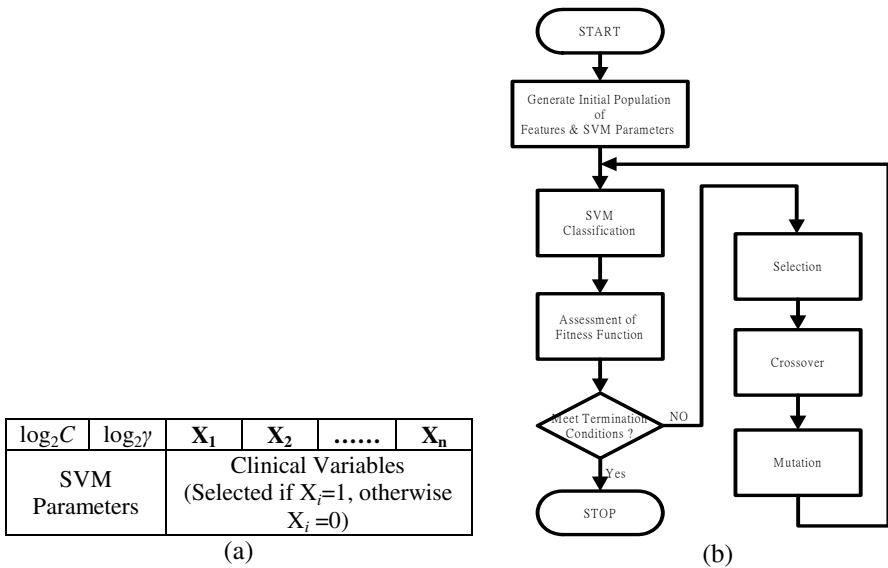 log₂C log₂γ X₁ X₂ …… Xₙ
SVM
Parameters
Clinical Variables
(Selected if Xᵢ=1, otherwise
Xᵢ =0)
(a)
START
Generate Initial Population
of
Features & SVM Parameters
SVM
Classification
Assessment of
Fitness Function
Meet Termination
Conditions ?
NO
Yes
STOP
Selection
Crossover
Mutation
(b)